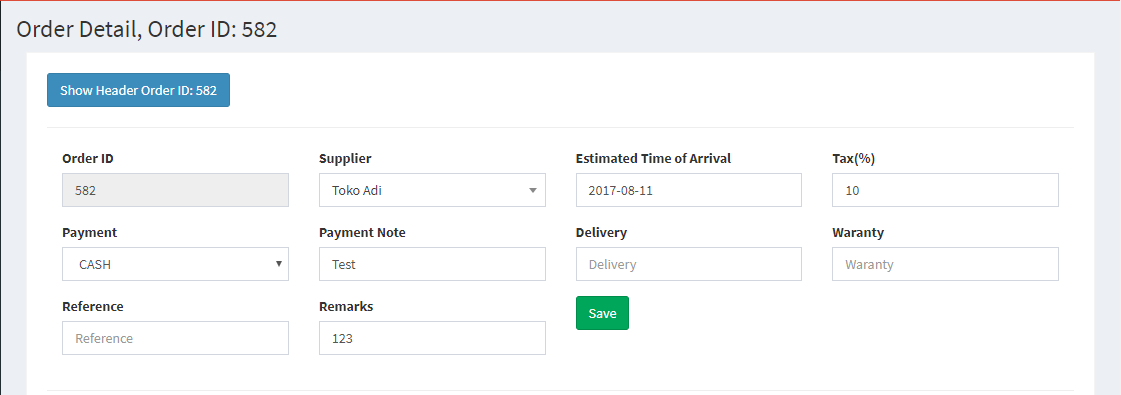 Order Detail, Order ID: 582
Show Header Order ID: 582
Order ID Supplier Estimated Time of Arrival Tax(%)
582 Toko Adi 2017-08-11 10
Payment Payment Note Delivery Waranty
CASH Test Delivery Waranty
Reference Remarks
Save
Reference 123